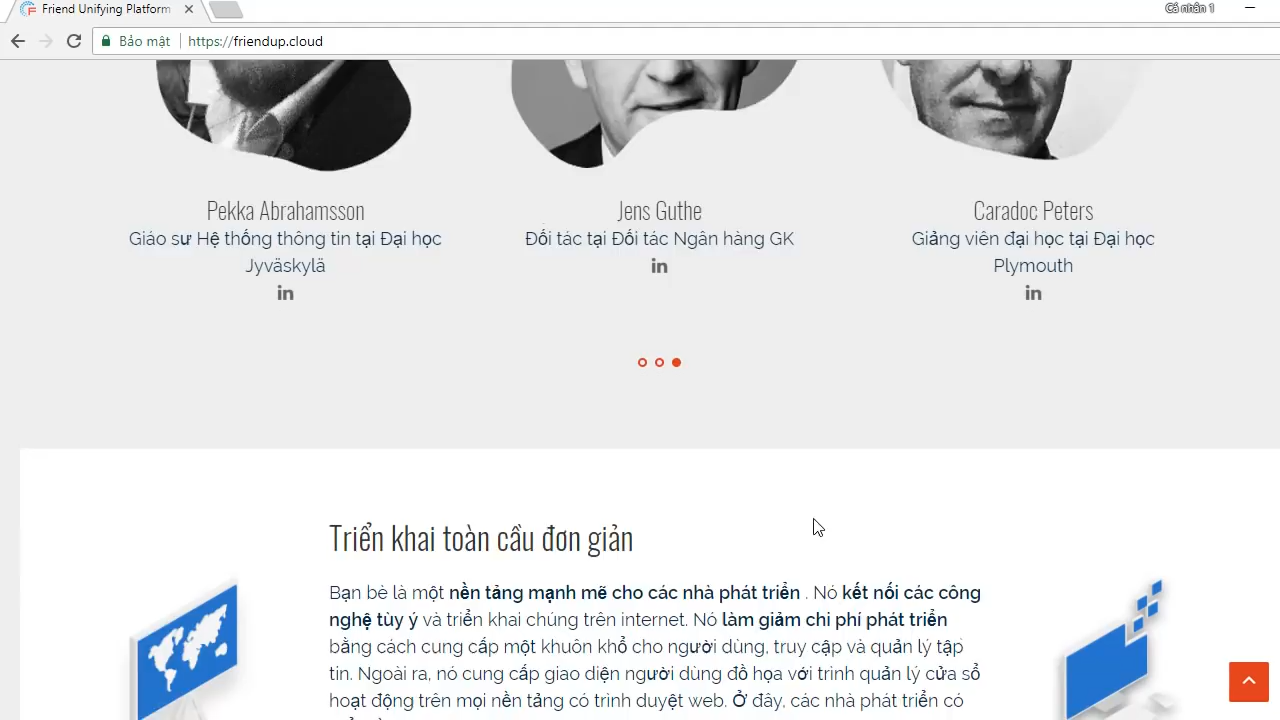 Friend Unifying Platform
Cá nhân 1
Bảo mật
https://friendup.cloud
Pekka Abrahamsson
Giáo sư Hệ thống thông tin tại Đại học
Jyväskylä
in
Jens Guthe
Đối tác tại Đối tác Ngân hàng GK
in
Caradoc Peters
Giảng viên đại học tại Đại học
Plymouth
in
Triển khai toàn cầu đơn giản
Bạn bè là một nền tảng mạnh mẽ cho các nhà phát triển . Nó kết nối các công
nghệ tùy ý và triển khai chúng trên internet. Nó làm giảm chi phí phát triển
bằng cách cung cấp một khuôn khổ cho người dùng, truy cập và quản lý tập
tin. Ngoài ra, nó cung cấp giao diện người dùng đồ họa với trình quản lý cửa sổ
hoạt động trên mọi nền tảng có trình duyệt web. Ở đây, các nhà phát triển có